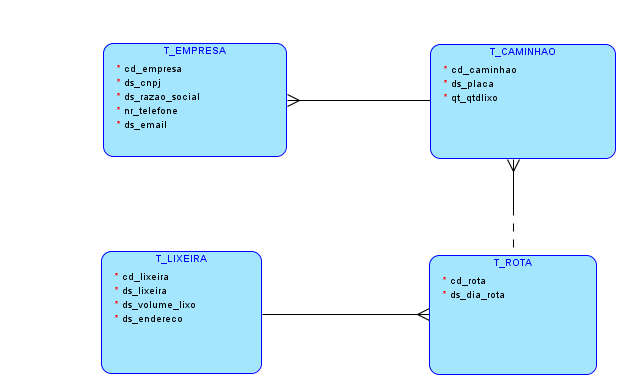 T_EMPRESA
* cd_empresa
* ds_cnpj
* ds_razao_social
* nr_telefone
* ds_email
T_CAMINHAO
* cd_caminhao
* ds_placa
* qt_qtdlixo
T_LIXEIRA
* cd_lixeira
* ds_lixeira
* ds_volume_lixo
* ds_endereco
T_ROTA
* cd_rota
* ds_dia_rota